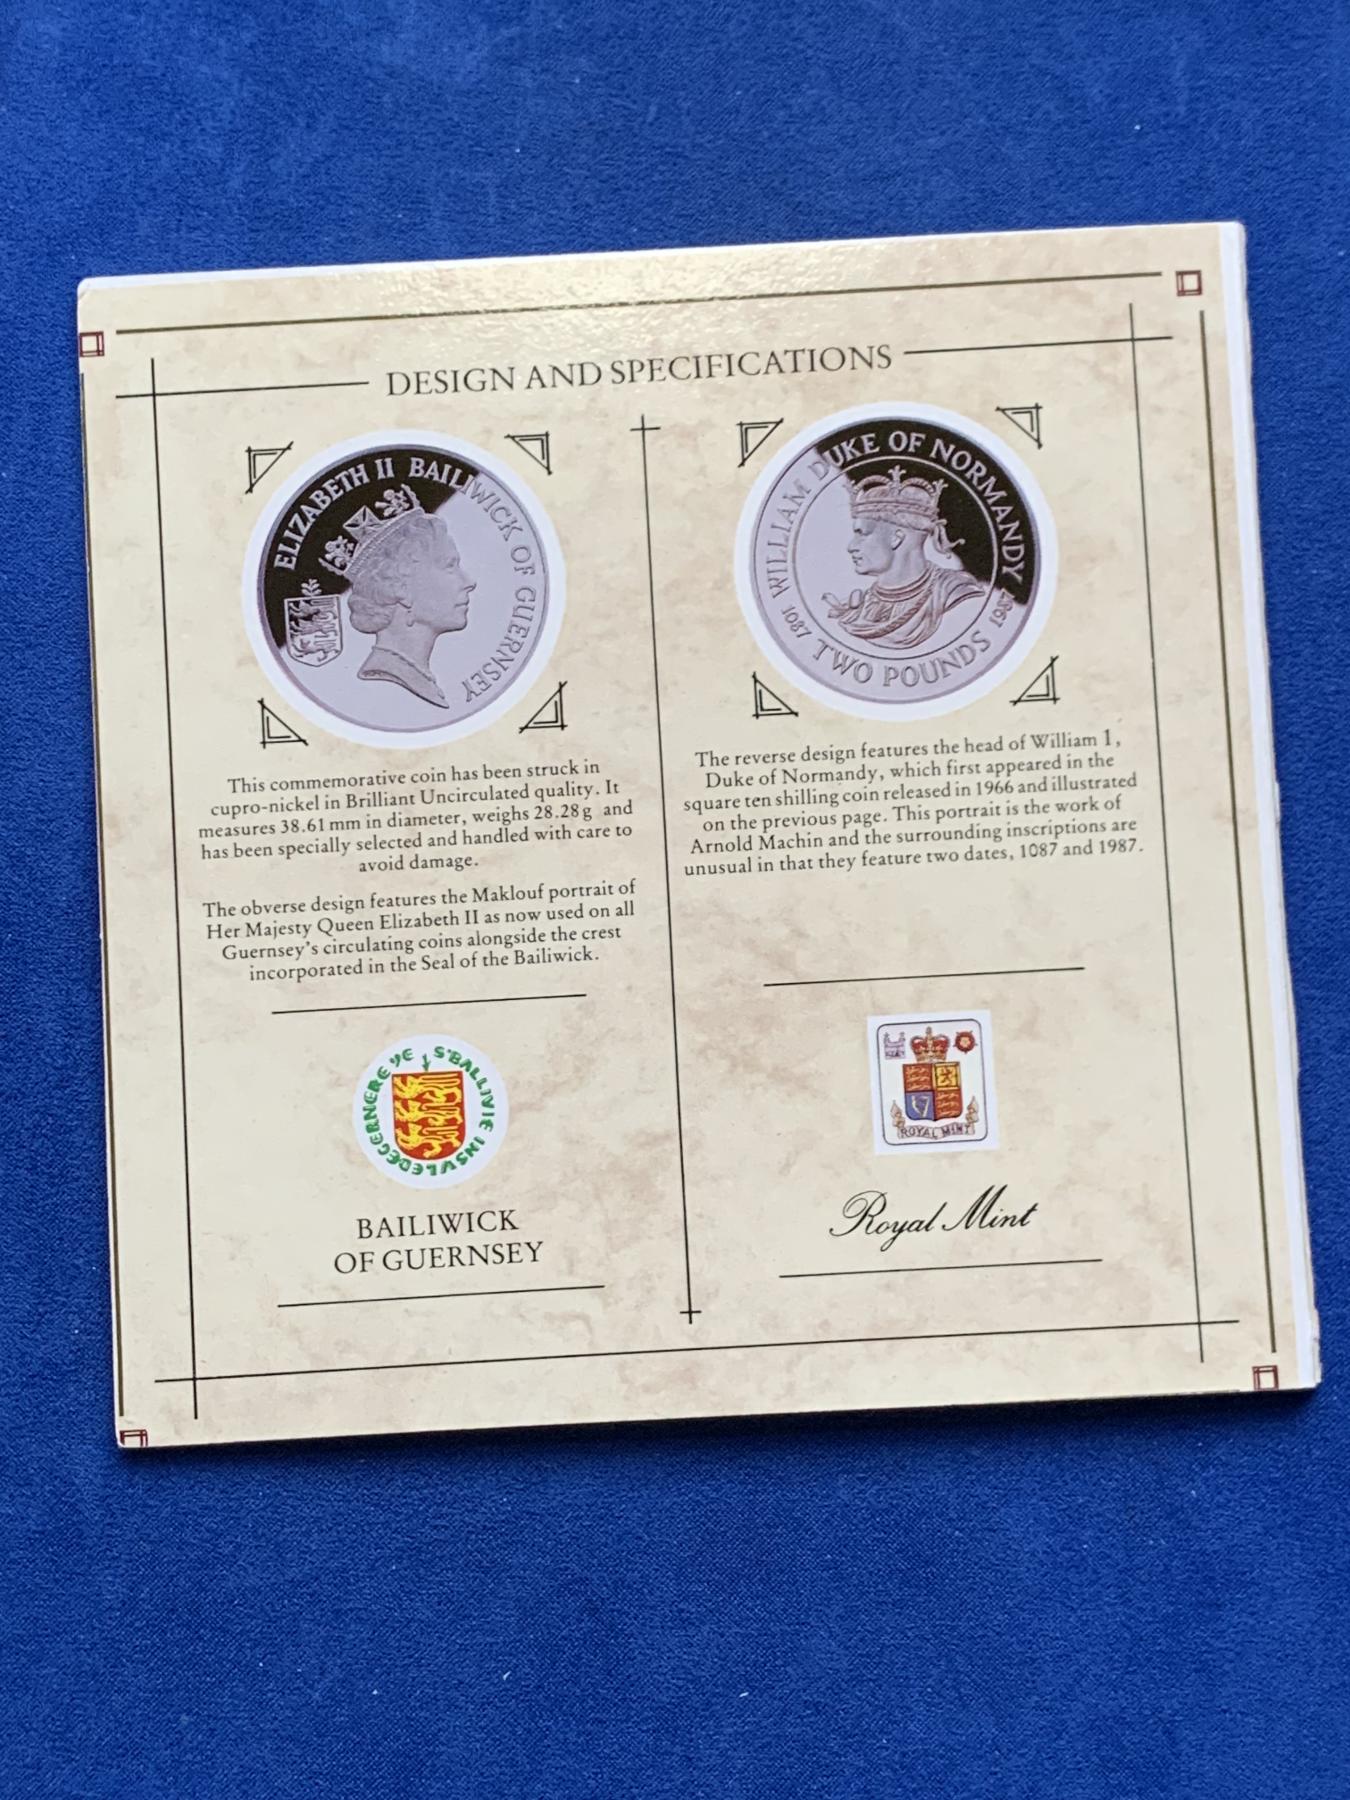 DESIGN AND SPECIFICATIONS
ELIZABETH II BAILIWICK OF GUERNSEY
WILLIAM DUKE OF NORMANDY
1087 TWO POUNDS 1987
This commemorative coin has been struck in
cupro-nickel in Brilliant Uncirculated quality. It
measures 38.61 mm in diameter, weighs 28.28 g and
has been specially selected and handled with care to
avoid damage.
The obverse design features the Maklouf portrait of
Her Majesty Queen Elizabeth II as now used on all
Guernsey's circulating coins alongside the crest
incorporated in the Seal of the Bailiwick.
The reverse design features the head of William 1,
Duke of Normandy, which first appeared in the
square ten shilling coin released in 1966 and illustrated
on the previous page. This portrait is the work of
Arnold Machin and the surrounding inscriptions are
unusual in that they feature two dates, 1087 and 1987.
S'BALLIVIE INSVLE
BAILIWICK
OF GUERNSEY
ROYAL MINT
Royal Mint